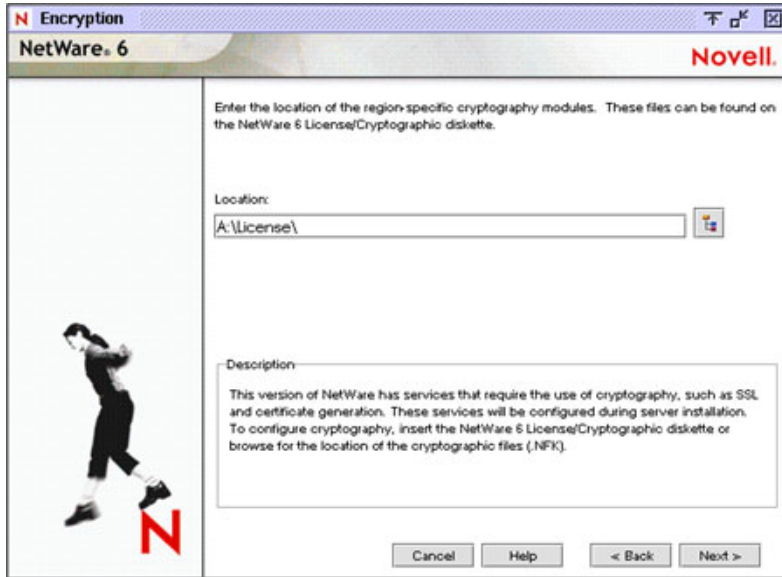 N Encryption
NetWare® 6
Novell®
Enter the location of the region-specific cryptography modules. These files can be found on
the NetWare 6 License/Cryptographic diskette.
Location:
A:\License\
Description
This version of NetWare has services that require the use of cryptography, such as SSL
and certificate generation. These services will be configured during server installation.
To configure cryptography, insert the NetWare 6 License/Cryptographic diskette or
browse for the location of the cryptographic files (.NFK).
N
Cancel Help < Back Next >